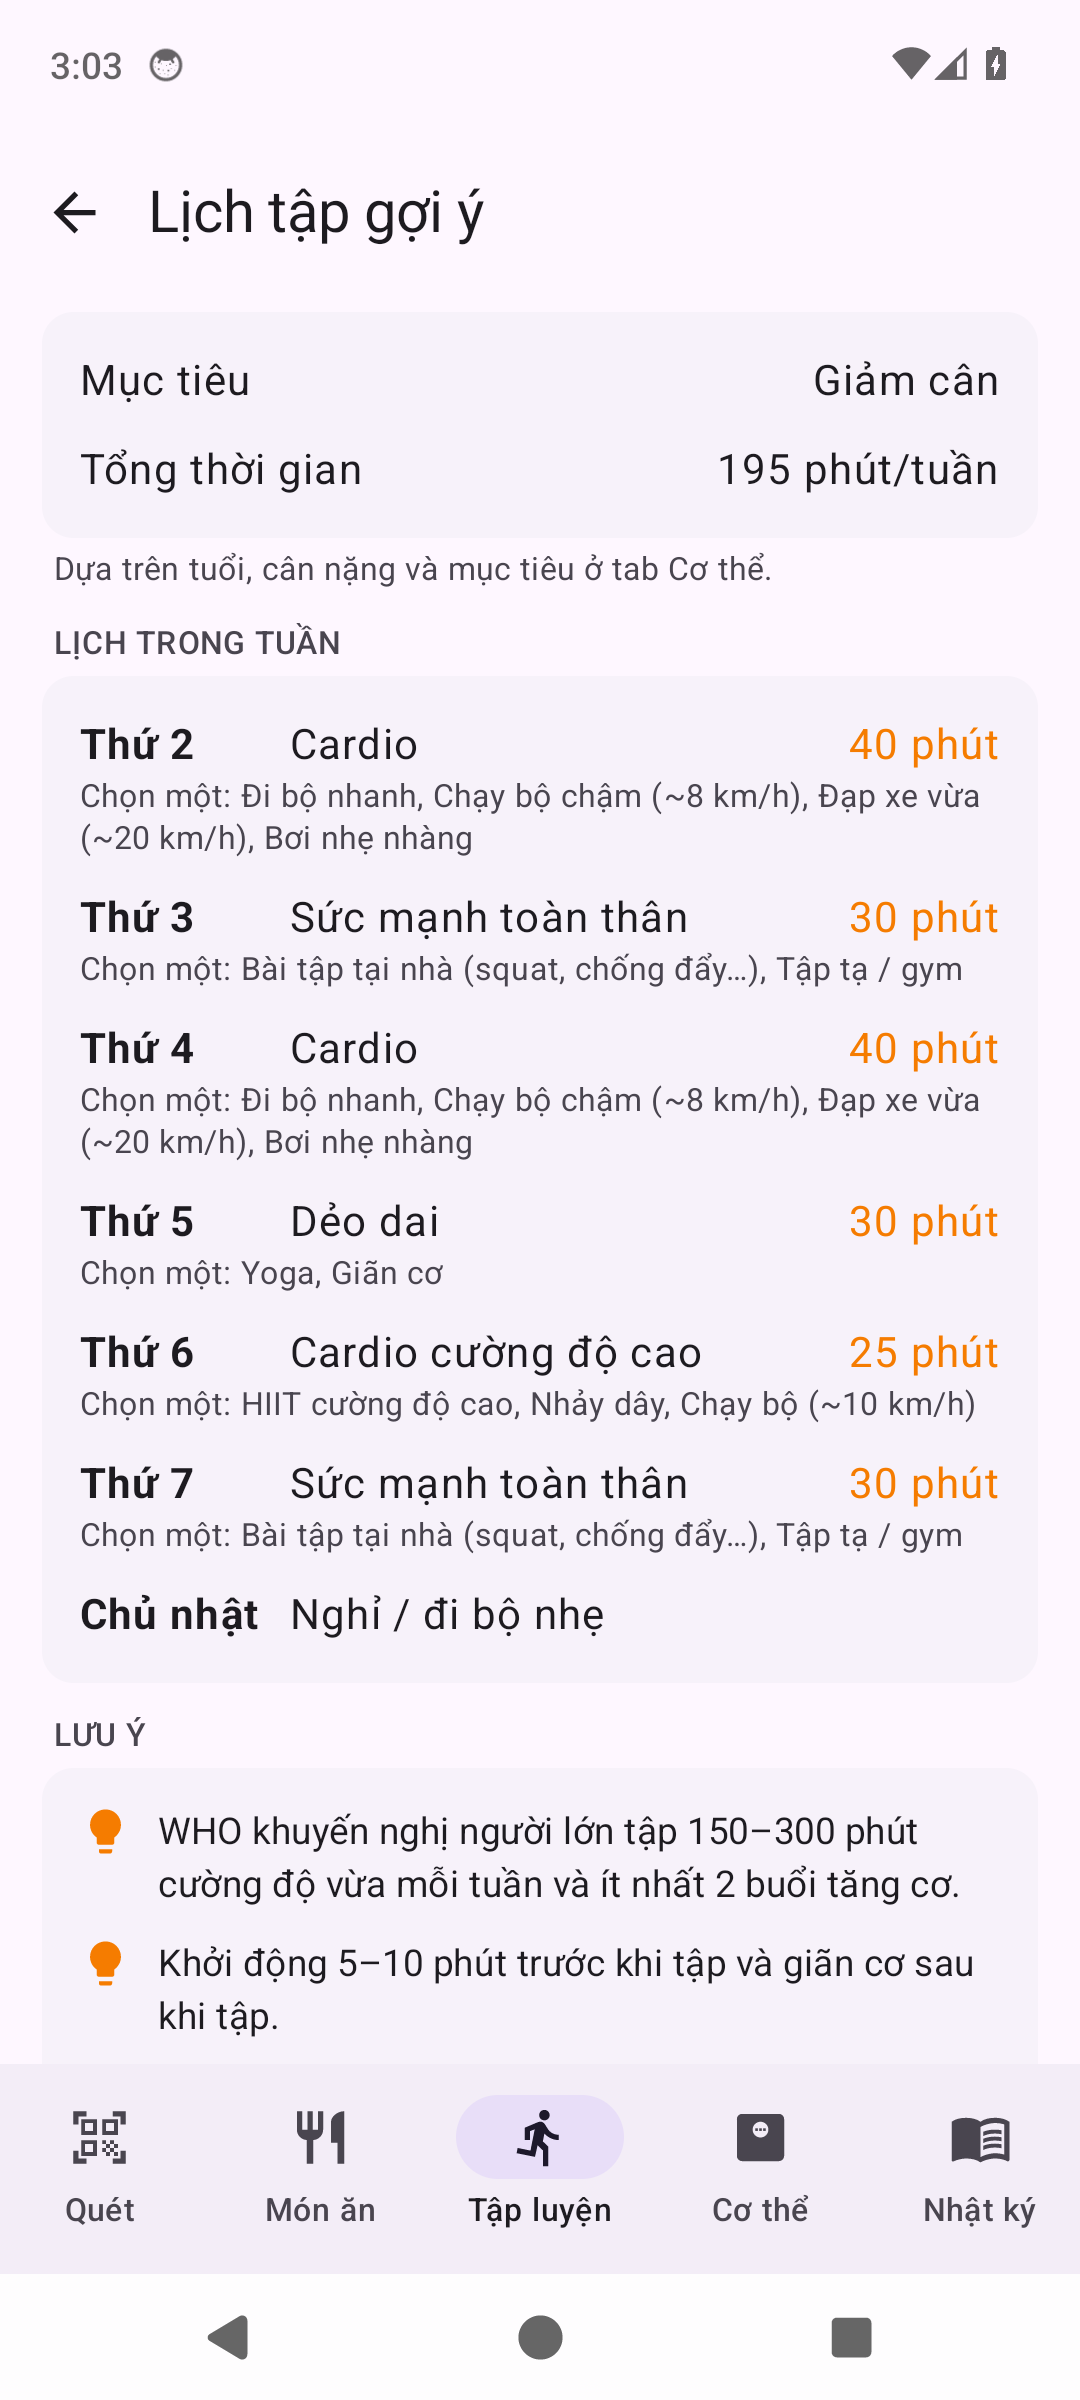 3:03
Lịch tập gợi ý
Mục tiêu Giảm cân
Tổng thời gian 195 phút/tuần
Dựa trên tuổi, cân nặng và mục tiêu ở tab Cơ thể.
LỊCH TRONG TUẦN
Thứ 2 Cardio 40 phút
Chọn một: Đi bộ nhanh, Chạy bộ chậm (~8 km/h), Đạp xe vừa
(~20 km/h), Bơi nhẹ nhàng
Thứ 3 Sức mạnh toàn thân 30 phút
Chọn một: Bài tập tại nhà (squat, chống đẩy…), Tập tạ / gym
Thứ 4 Cardio 40 phút
Chọn một: Đi bộ nhanh, Chạy bộ chậm (~8 km/h), Đạp xe vừa
(~20 km/h), Bơi nhẹ nhàng
Thứ 5 Dẻo dai 30 phút
Chọn một: Yoga, Giãn cơ
Thứ 6 Cardio cường độ cao 25 phút
Chọn một: HIIT cường độ cao, Nhảy dây, Chạy bộ (~10 km/h)
Thứ 7 Sức mạnh toàn thân 30 phút
Chọn một: Bài tập tại nhà (squat, chống đẩy…), Tập tạ / gym
Chủ nhật Nghỉ / đi bộ nhẹ
LƯU Ý
WHO khuyến nghị người lớn tập 150–300 phút
cường độ vừa mỗi tuần và ít nhất 2 buổi tăng cơ.
Khởi động 5–10 phút trước khi tập và giãn cơ sau
khi tập.
Quét Món ăn Tập luyện Cơ thể Nhật ký